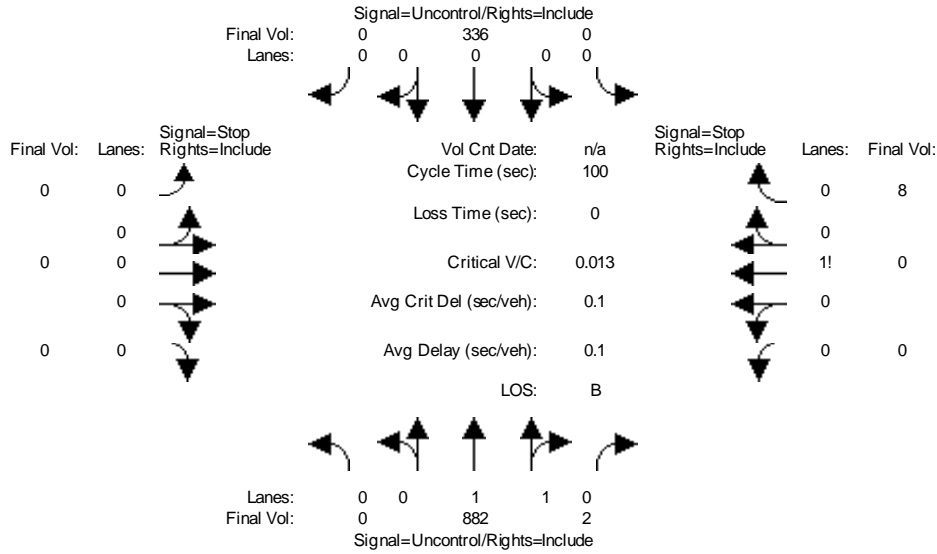 Signal=Uncontrol/Rights=Include
Final Vol: 0 336 0
Lanes: 0 0 0 0 0
Signal=Stop Signal=Stop
Final Vol: Lanes: Rights=Include Vol Cnt Date: n/a Rights=Include Lanes: Final Vol:
Cycle Time (sec): 100
0 0 0 8
Loss Time (sec): 0
0 0
0 0 Critical V/C: 0.013 1! 0
0 Avg Crit Del (sec/veh): 0.1 0
0 0 Avg Delay (sec/veh): 0.1 0 0
LOS: B
Lanes: 0 0 1 1 0
Final Vol: 0 882 2
Signal=Uncontrol/Rights=Include